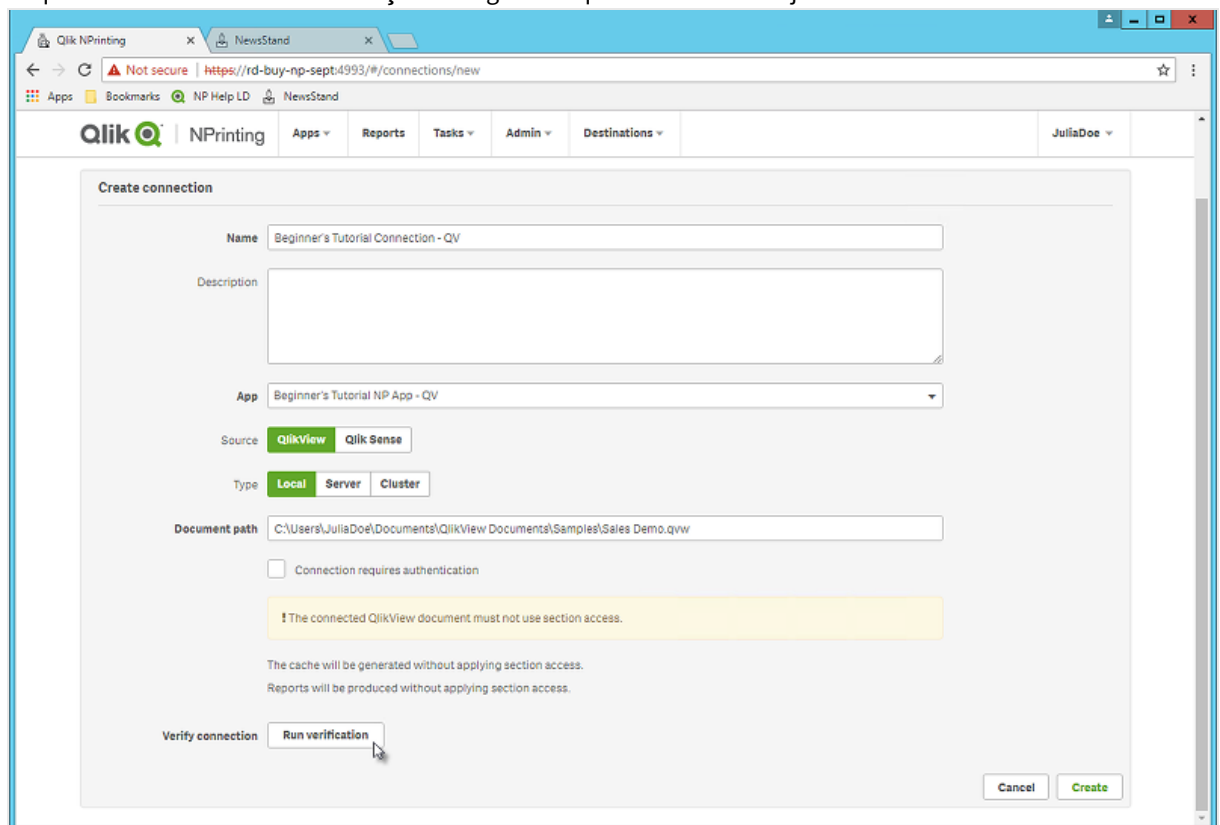 Qlik NPrinting
NewsStand
Not secure | https://rd-buy-np-sept:4993/#/connections/new
Apps Bookmarks NP Help LD NewsStand
Qlik NPrinting Apps Reports Tasks Admin Destinations JuliaDoe
Create connection
Name Beginner's Tutorial Connection - QV
Description
App Beginner's Tutorial NP App - QV
Source QlikView Qlik Sense
Type Local Server Cluster
Document path C:\Users\JuliaDoe\Documents\QlikView Documents\Samples\Sales Demo.qvw
Connection requires authentication
! The connected QlikView document must not use section access.
The cache will be generated without applying section access.
Reports will be produced without applying section access.
Verify connection Run verification
Cancel Create